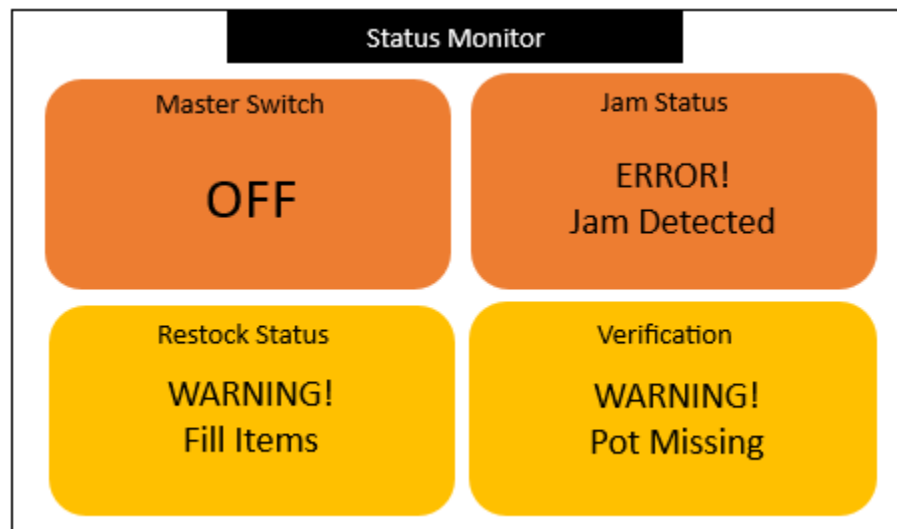 Status Monitor
Master Switch
OFF
Jam Status
ERROR!
Jam Detected
Restock Status
WARNING!
Fill Items
Verification
WARNING!
Pot Missing